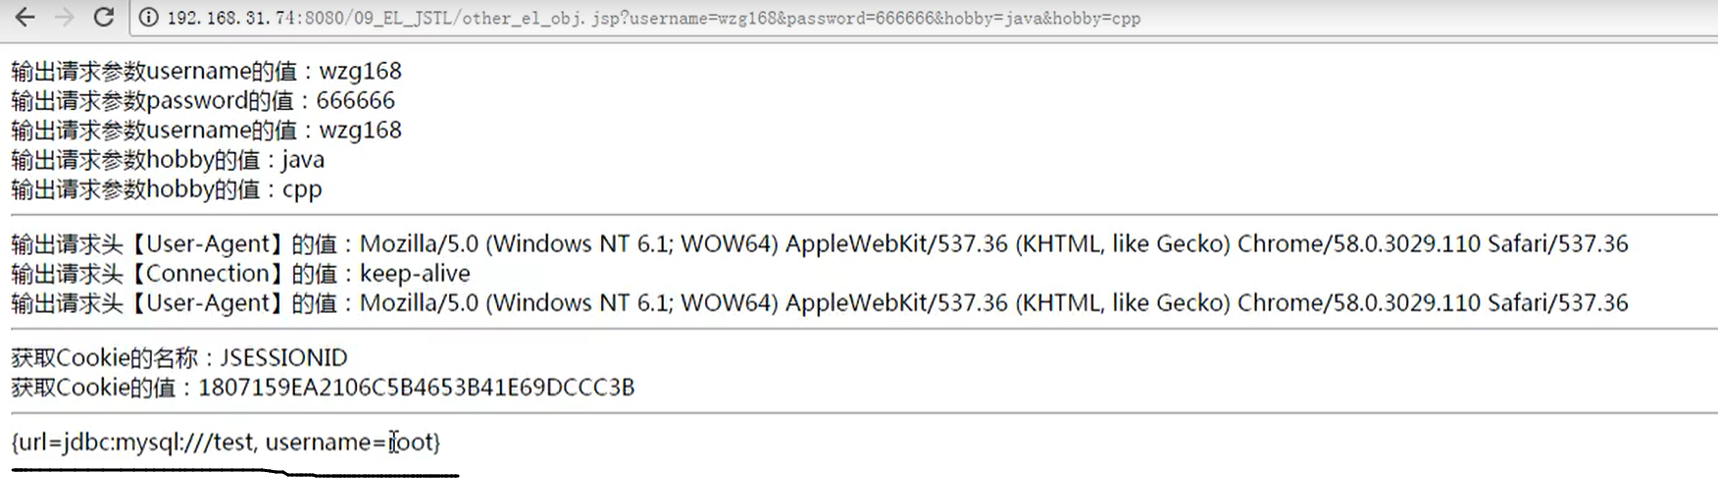 192.168.31.74:8080/09_EL_JSTL/other_el_obj.jsp?username=wzg168&password=666666&hobby=java&hobby=cpp
输出请求参数username的值：wzg168
输出请求参数password的值：666666
输出请求参数username的值：wzg168
输出请求参数hobby的值：java
输出请求参数hobby的值：cpp
输出请求头【User-Agent】的值：Mozilla/5.0 (Windows NT 6.1; WOW64) AppleWebKit/537.36 (KHTML, like Gecko) Chrome/58.0.3029.110 Safari/537.36
输出请求头【Connection】的值：keep-alive
输出请求头【User-Agent】的值：Mozilla/5.0 (Windows NT 6.1; WOW64) AppleWebKit/537.36 (KHTML, like Gecko) Chrome/58.0.3029.110 Safari/537.36
获取Cookie的名称：JSESSIONID
获取Cookie的值：1807159EA2106C5B4653B41E69DCCC3B
{url=jdbc:mysql:///test, username=root}